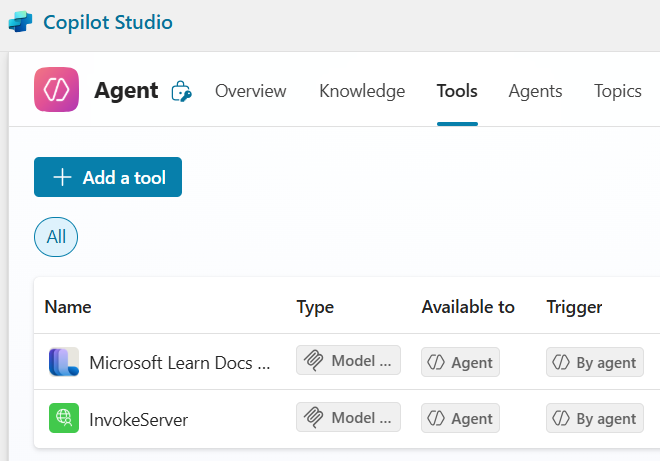 Copilot Studio
Agent Overview Knowledge Tools Agents Topics
+ Add a tool
All
Name Type Available to Trigger
Microsoft Learn Docs ... Model ... Agent By agent
InvokeServer Model ... Agent By agent